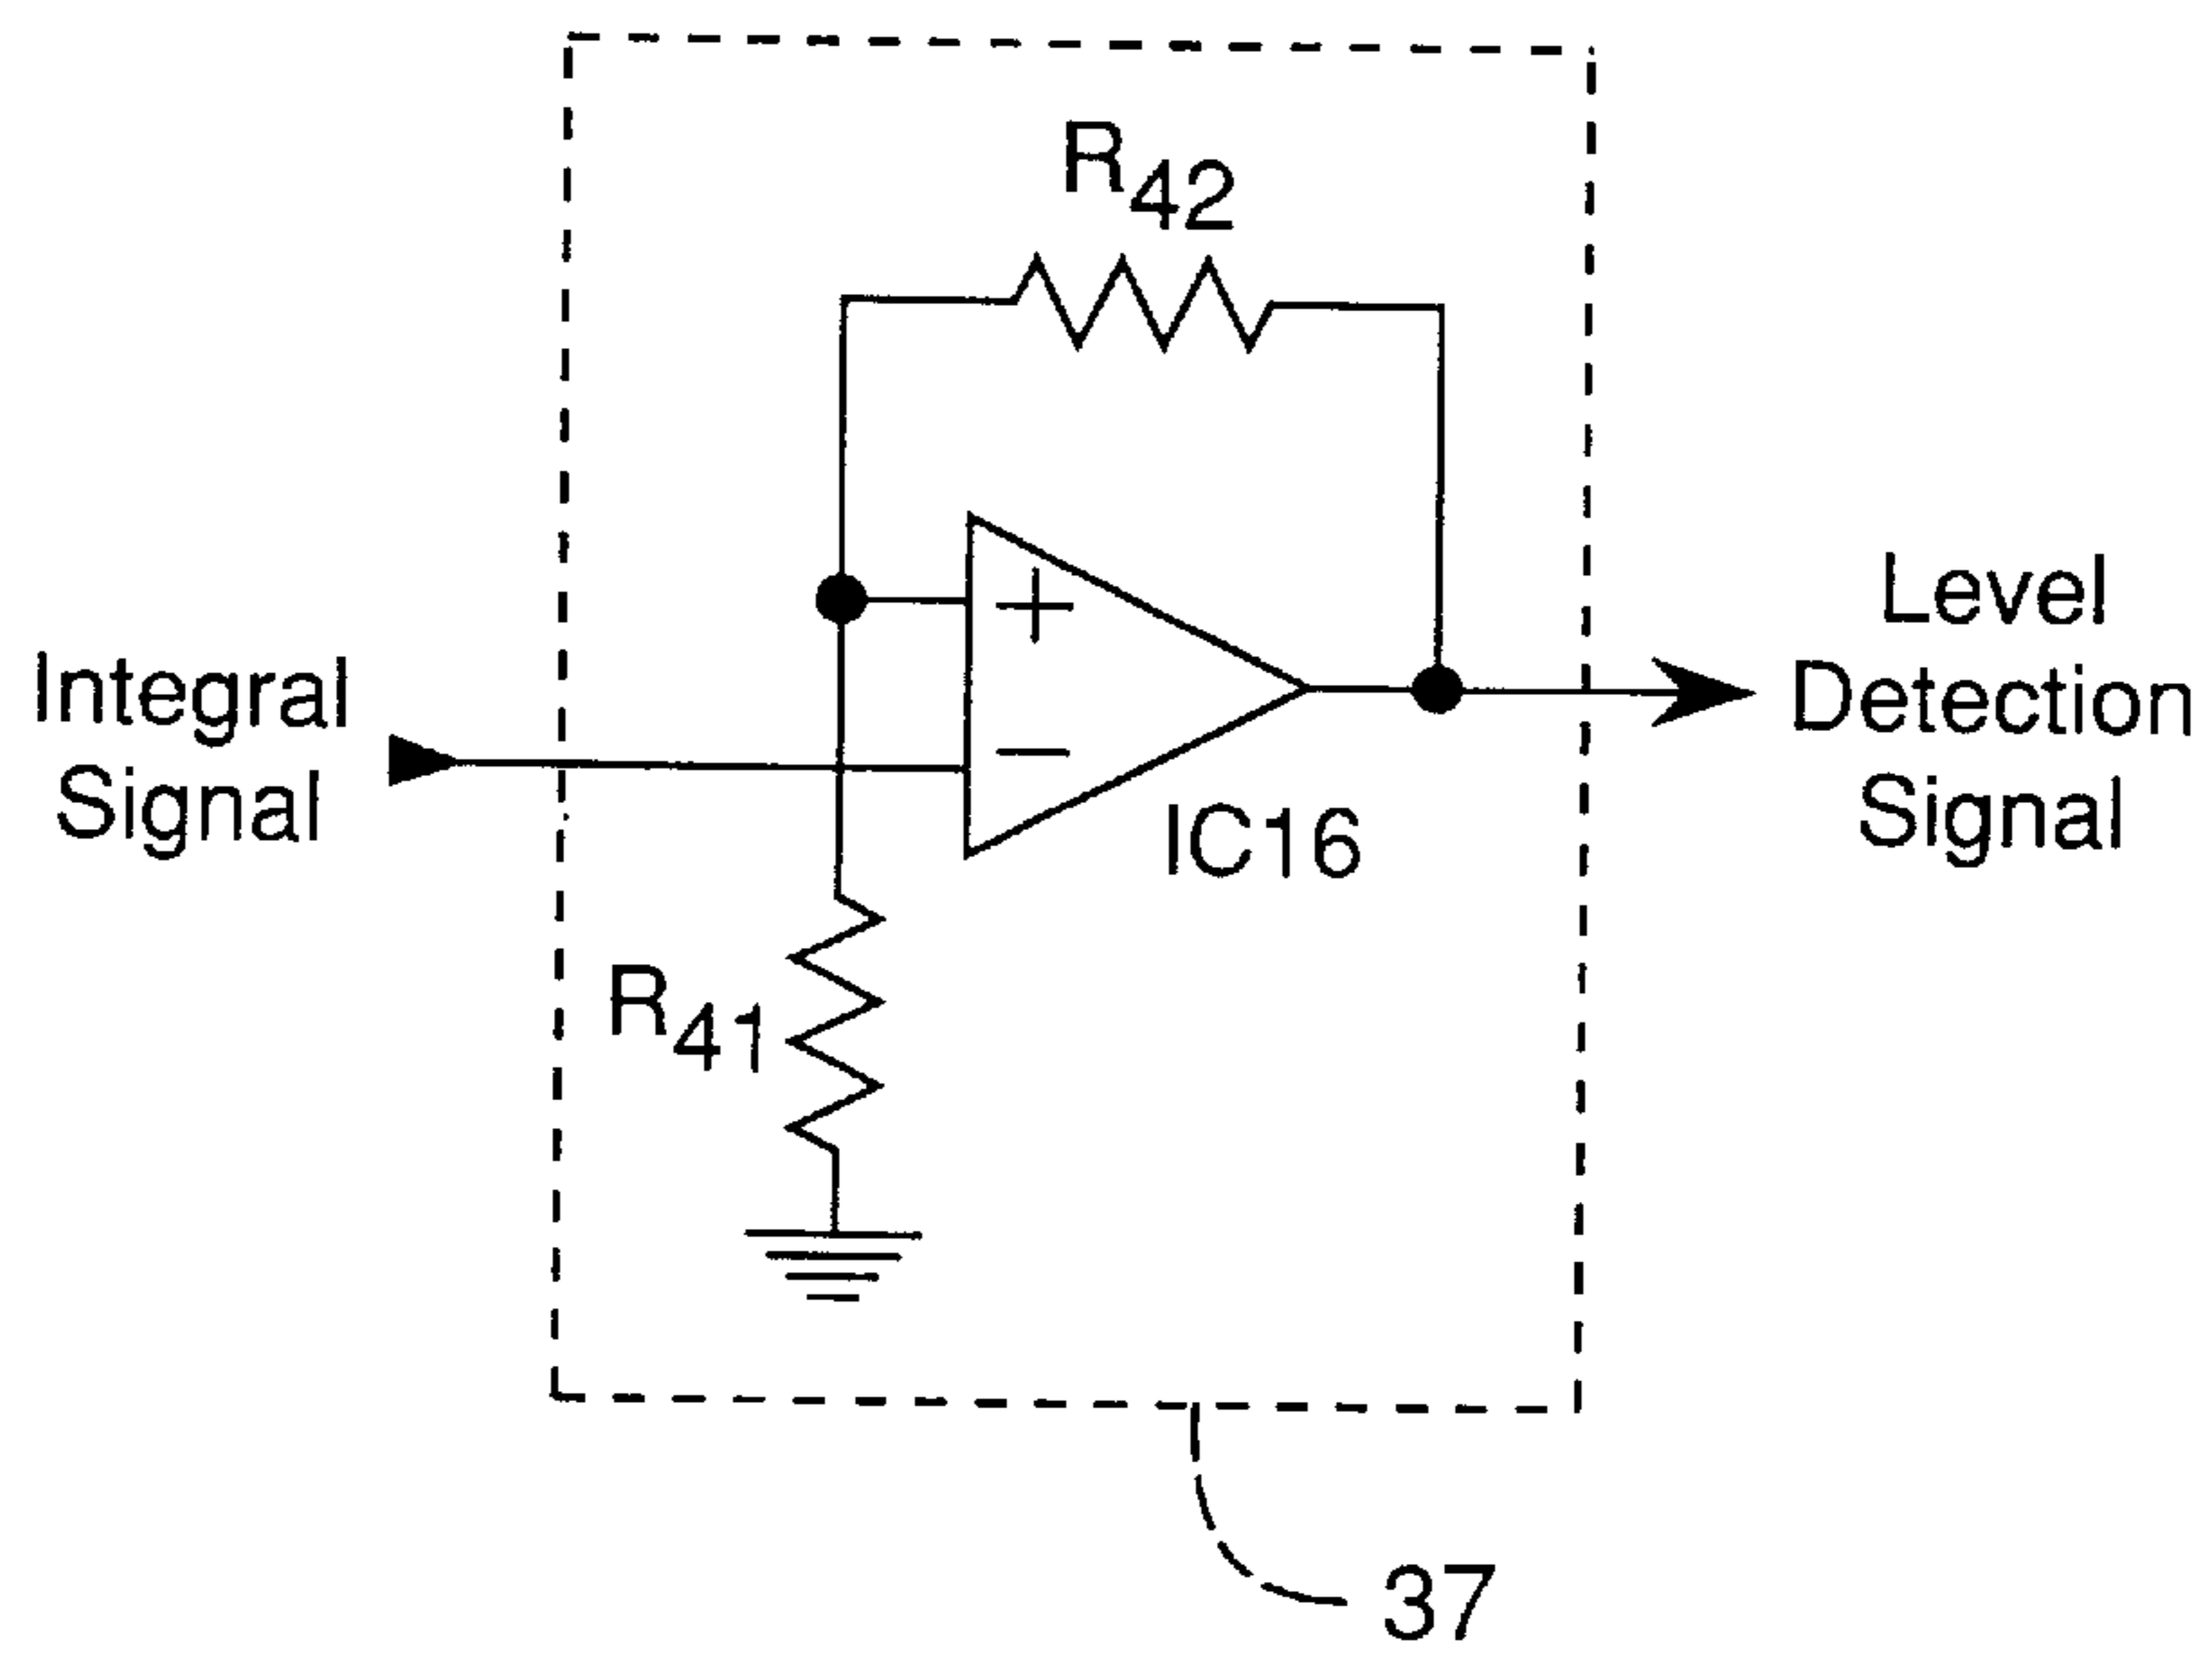 R42
Integral
Signal
+
−
IC16
Level
Detection
Signal
R41
37